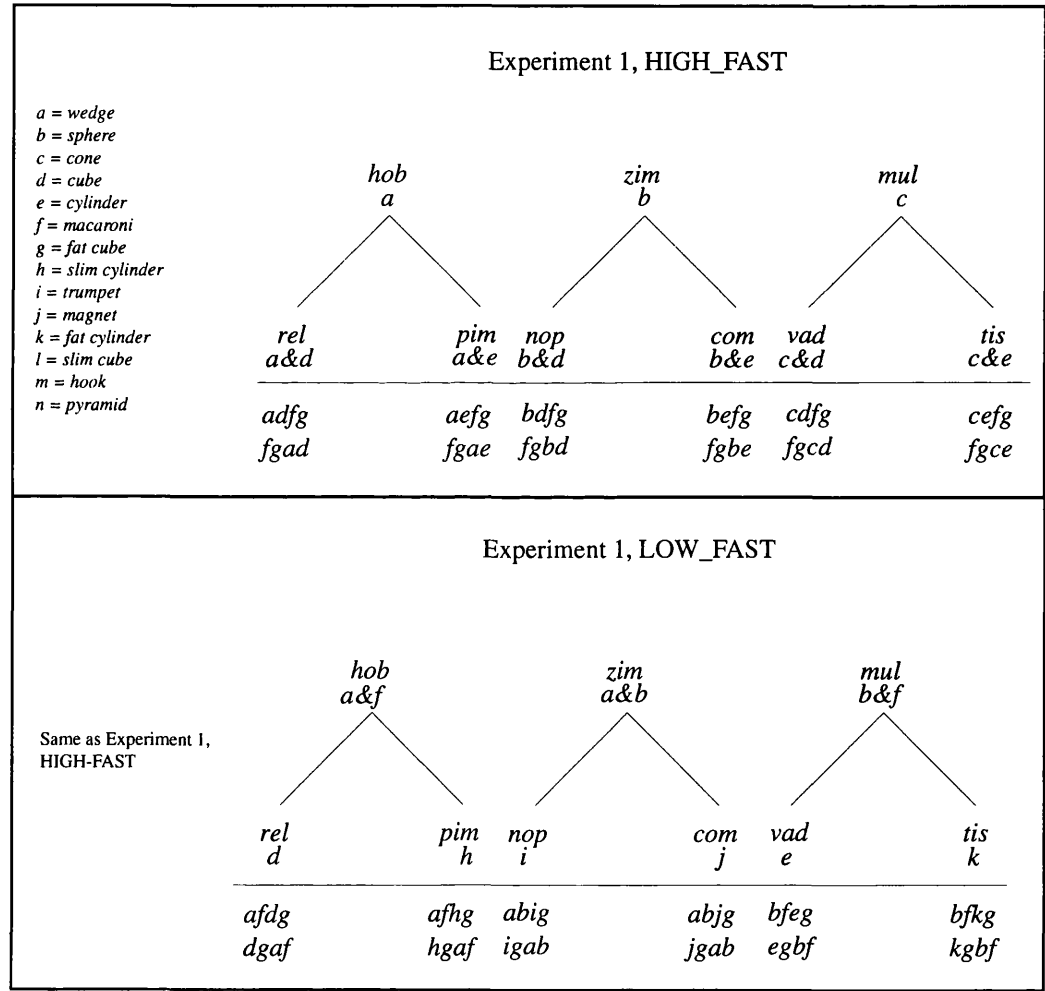 Experiment 1, HIGH_FAST
a = wedge
b = sphere
c = cone
d = cube
e = cylinder
f = macaroni
g = fat cube
h = slim cylinder
i = trumpet
j = magnet
k = fat cylinder
l = slim cube
m = hook
n = pyramid
hob zim mul
a b c
rel pim nop com vad tis
a&d a&e b&d b&e c&d c&e
adfg aefg bdfg befg cdfg cefg
fgad fgae fgbd fgbe fgcd fgce
Experiment 1, LOW_FAST
Same as Experiment 1,
HIGH-FAST
hob zim mul
a&f a&b b&f
rel pim nop com vad tis
d h i j e k
afdg afhg abig abjg bfeg bfkg
dgaf hgaf igab jgab egbf kgbf